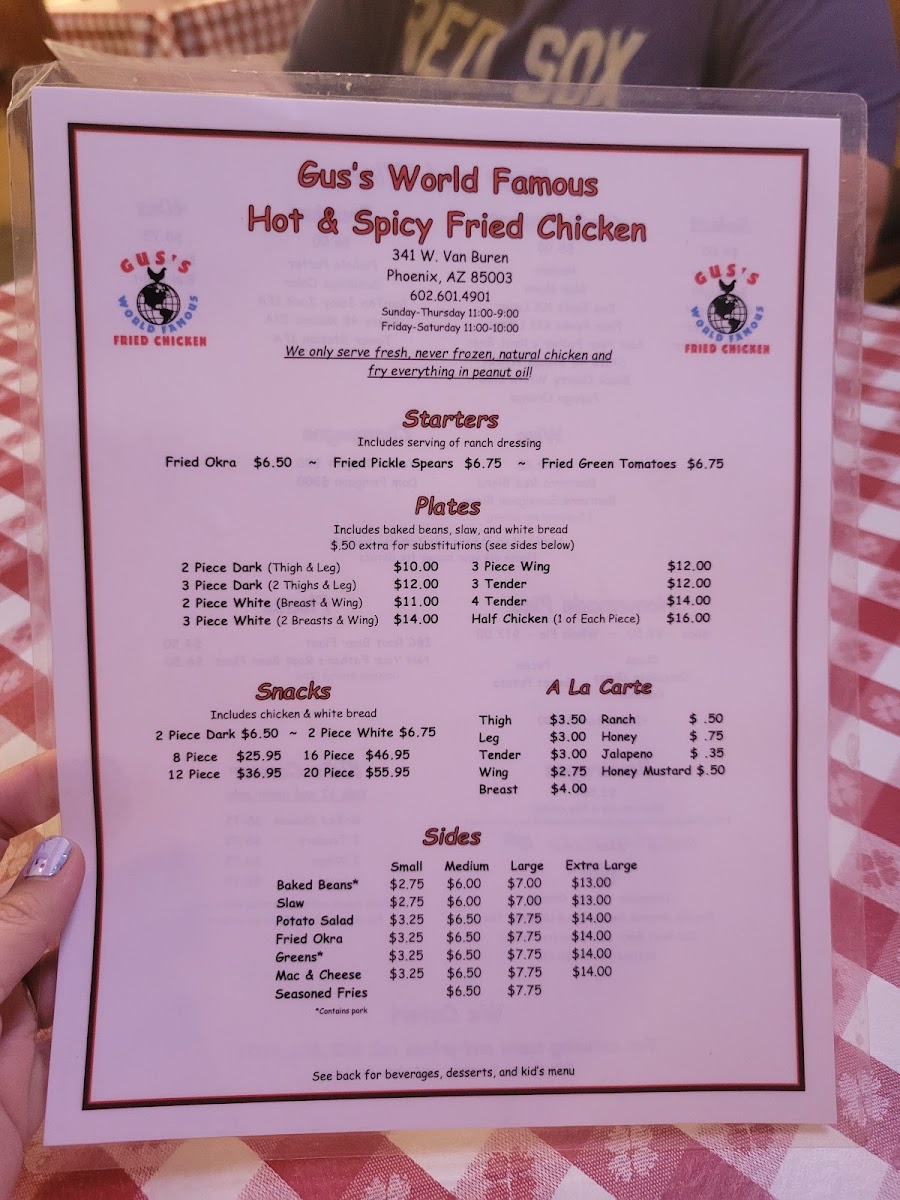 RED SOX
Gus's World Famous
Hot & Spicy Fried Chicken
341 W. Van Buren
Phoenix, AZ 85003
602.601.4901
Sunday-Thursday 11:00-9:00
Friday-Saturday 11:00-10:00
GUS'S
WORLD FAMOUS
FRIED CHICKEN
GUS'S
WORLD FAMOUS
FRIED CHICKEN
We only serve fresh, never frozen, natural chicken and
fry everything in peanut oil!
Starters
Includes serving of ranch dressing
Fried Okra $6.50 ~ Fried Pickle Spears $6.75 ~ Fried Green Tomatoes $6.75
Plates
Includes baked beans, slaw, and white bread
$.50 extra for substitutions (see sides below)
2 Piece Dark (Thigh & Leg) $10.00
3 Piece Dark (2 Thighs & Leg) $12.00
2 Piece White (Breast & Wing) $11.00
3 Piece White (2 Breasts & Wing) $14.00
3 Piece Wing $12.00
3 Tender $12.00
4 Tender $14.00
Half Chicken (1 of Each Piece) $16.00
Snacks
Includes chicken & white bread
2 Piece Dark $6.50 ~ 2 Piece White $6.75
8 Piece $25.95 16 Piece $46.95
12 Piece $36.95 20 Piece $55.95
A La Carte
Thigh $3.50 Ranch $ .50
Leg $3.00 Honey $ .75
Tender $3.00 Jalapeno $ .35
Wing $2.75 Honey Mustard $.50
Breast $4.00
Sides
Small Medium Large Extra Large
Baked Beans* $2.75 $6.00 $7.00 $13.00
Slaw $2.75 $6.00 $7.00 $13.00
Potato Salad $3.25 $6.50 $7.75 $14.00
Fried Okra $3.25 $6.50 $7.75 $14.00
Greens* $3.25 $6.50 $7.75 $14.00
Mac & Cheese $3.25 $6.50 $7.75 $14.00
Seasoned Fries $6.50 $7.75
*Contains pork
See back for beverages, desserts, and kid's menu